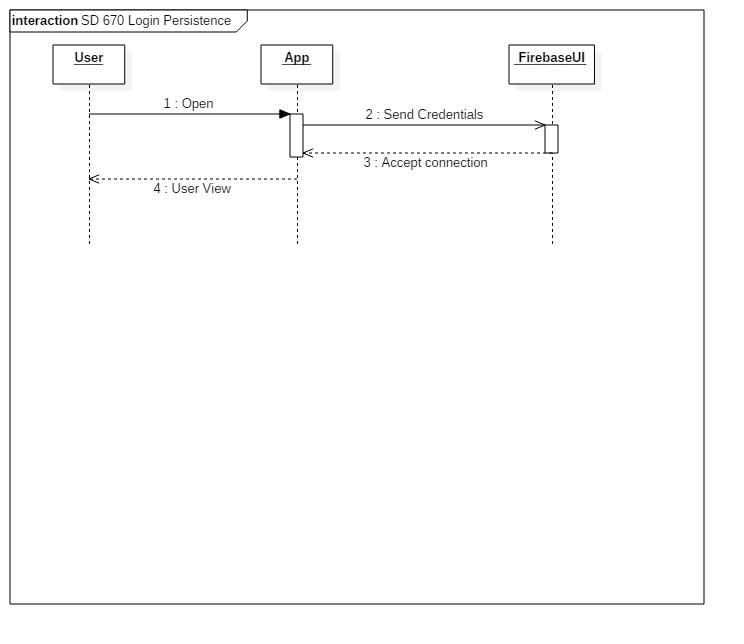 interaction SD 670 Login Persistence
User
App
FirebaseUI
1 : Open
2 : Send Credentials
3 : Accept connection
4 : User View